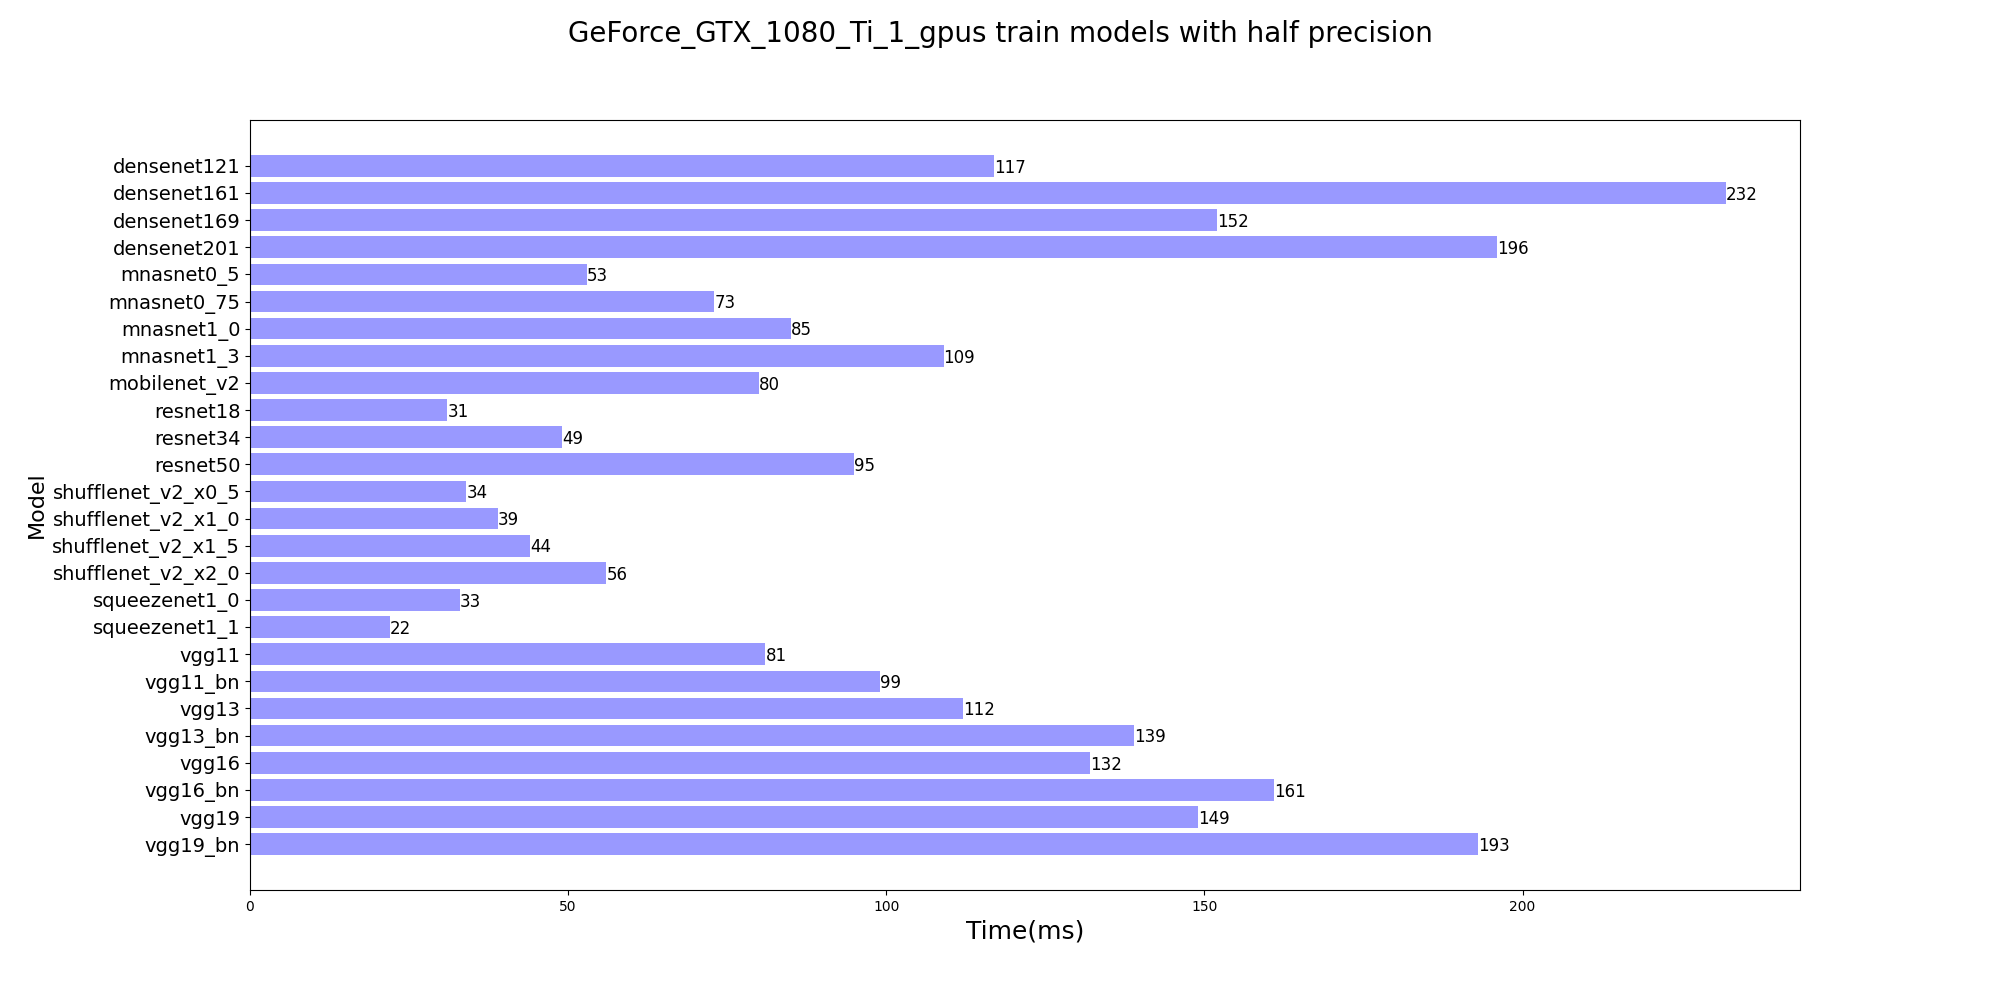 GeForce_GTX_1080_Ti_1_gpus train models with half precision
densenet121 117
densenet161 232
densenet169 152
densenet201 196
mnasnet0_5 53
mnasnet0_75 73
mnasnet1_0 85
mnasnet1_3 109
mobilenet_v2 80
resnet18 31
resnet34 49
resnet50 95
shufflenet_v2_x0_5 34
shufflenet_v2_x1_0 39
shufflenet_v2_x1_5 44
shufflenet_v2_x2_0 56
squeezenet1_0 33
squeezenet1_1 22
vgg11 81
vgg11_bn 99
vgg13 112
vgg13_bn 139
vgg16 132
vgg16_bn 161
vgg19 149
vgg19_bn 193
Model
0 50 100 150 200
Time(ms)